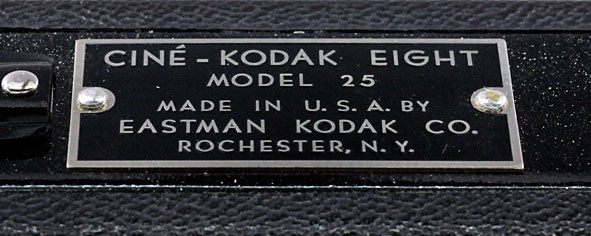 CINÉ-KODAK EIGHT
MODEL 25
MADE IN U.S.A. BY
EASTMAN KODAK CO.
ROCHESTER, N.Y.